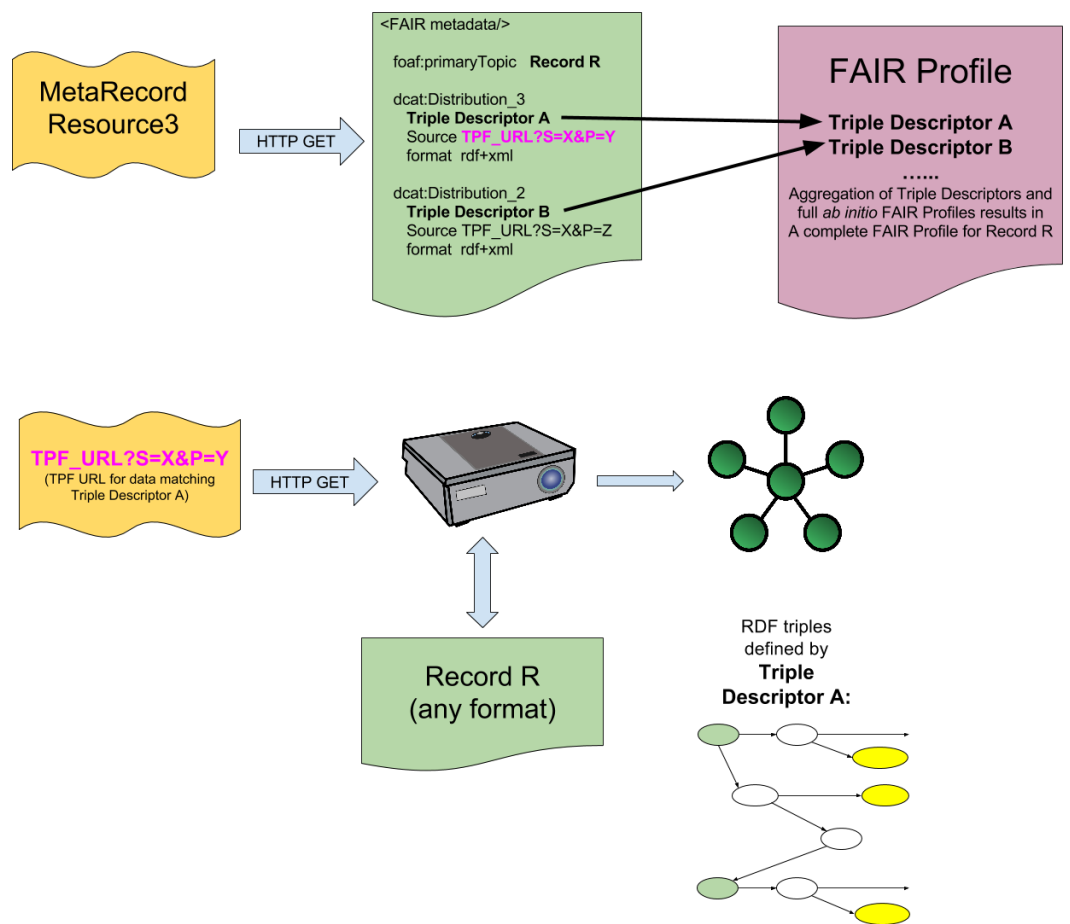 MetaRecord
Resource3
HTTP GET
<FAIR metadata/>
foaf:primaryTopic Record R
dcat:Distribution_3
Triple Descriptor A
Source TPF_URL?S=X&P=Y
format rdf+xml
dcat:Distribution_2
Triple Descriptor B
Source TPF_URL?S=X&P=Z
format rdf+xml
FAIR Profile
Triple Descriptor A
Triple Descriptor B
…...
Aggregation of Triple Descriptors and
full ab initio FAIR Profiles results in
A complete FAIR Profile for Record R
TPF_URL?S=X&P=Y
(TPF URL for data matching
Triple Descriptor A)
HTTP GET
Record R
(any format)
RDF triples
defined by
Triple
Descriptor A: